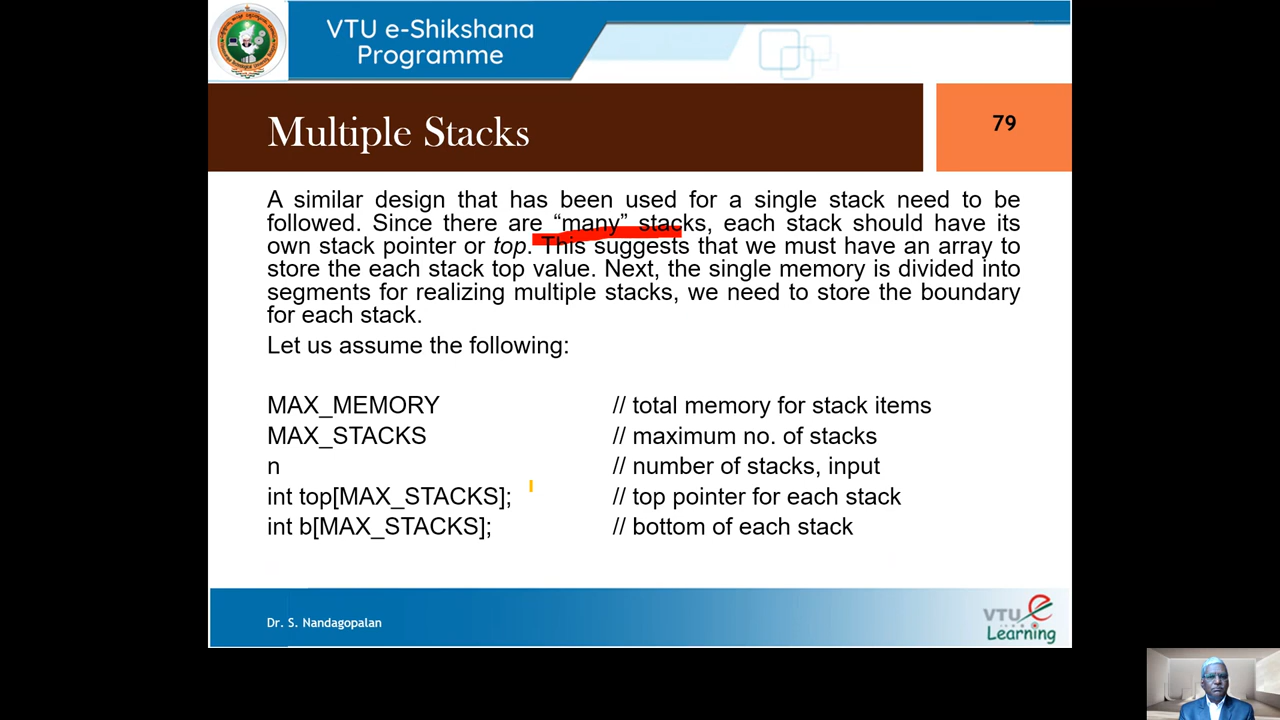 VTU e-Shikshana
Programme
Multiple Stacks
79
A similar design that has been used for a single stack need to be
followed. Since there are “many” stacks, each stack should have its
own stack pointer or top. This suggests that we must have an array to
store the each stack top value. Next, the single memory is divided into
segments for realizing multiple stacks, we need to store the boundary
for each stack.
Let us assume the following:
MAX_MEMORY // total memory for stack items
MAX_STACKS // maximum no. of stacks
n // number of stacks, input
int top[MAX_STACKS]; // top pointer for each stack
int b[MAX_STACKS]; // bottom of each stack
Dr. S. Nandagopalan
VTU e
Learning